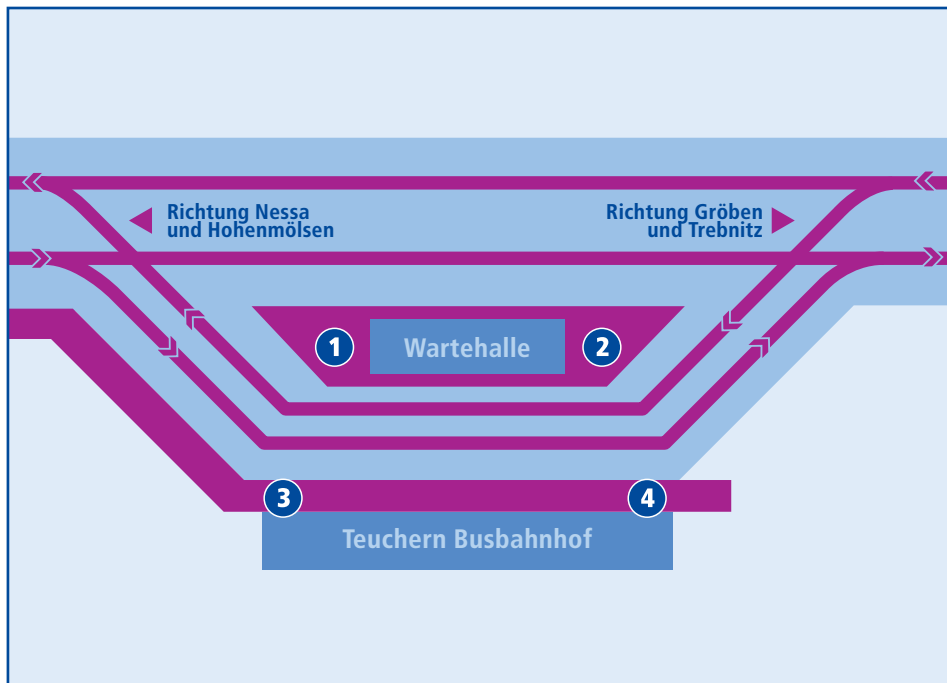 Richtung Nessa
und Hohenmölsen
Richtung Gröben
und Trebnitz
1
Wartehalle
2
3
4
Teuchern Busbahnhof